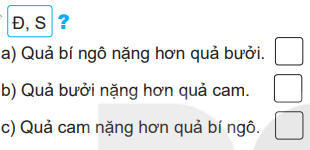 Đ, S ?
a) Quả bí ngô nặng hơn quả bưởi.
b) Quả bưởi nặng hơn quả cam.
c) Quả cam nặng hơn quả bí ngô.